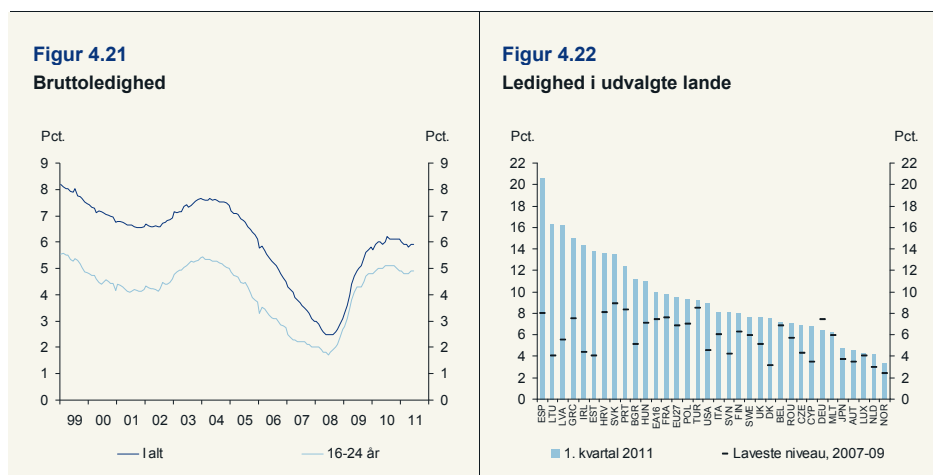 Figur 4.21
Bruttoledighed
Pct. Pct.
9 9
8 8
7 7
6 6
5 5
4 4
3 3
2 2
1 1
0 0
99 00 01 02 03 04 05 06 07 08 09 10 11
I alt 16-24 år
Figur 4.22
Ledighed i udvalgte lande
Pct. Pct.
22 22
20 20
18 18
16 16
14 14
12 12
10 10
8 8
6 6
4 4
2 2
0 0
ESP LTU LVA GRC IRL EST HRV SVK PRT BGR HUN EA16 FRA EU27 POL TUR USA ITA SVN FIN SWE UK DK BEL ROU CZE CYP DEU MLT JPN AUT LUX NLD NOR
1. kvartal 2011 Laveste niveau, 2007-09